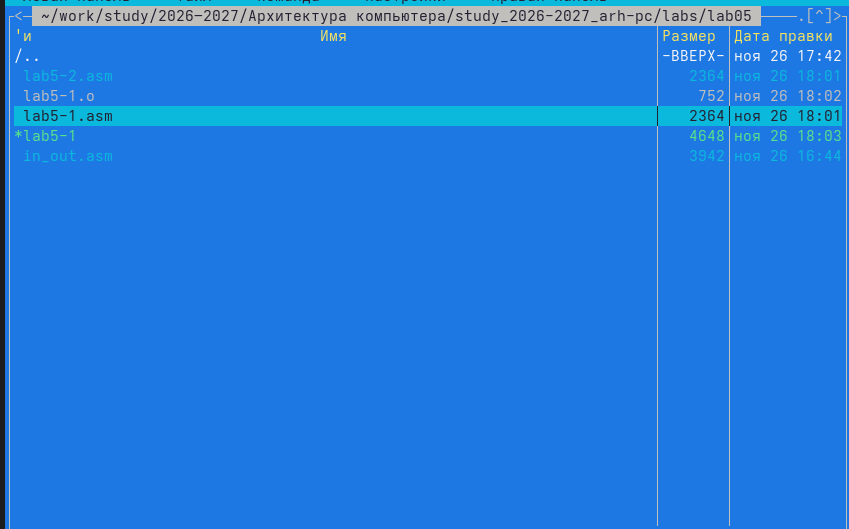 <─ ~/work/study/2026-2027/Архитектура компьютера/study_2026-2027_arh-pc/labs/lab05 ───.[^]>
'и Имя Размер Дата правки
/.. -ВВЕРХ- ноя 26 17:42
lab5-2.asm 2364 ноя 26 18:01
lab5-1.o 752 ноя 26 18:02
lab5-1.asm 2364 ноя 26 18:01
*lab5-1 4648 ноя 26 18:03
in_out.asm 3942 ноя 26 16:44